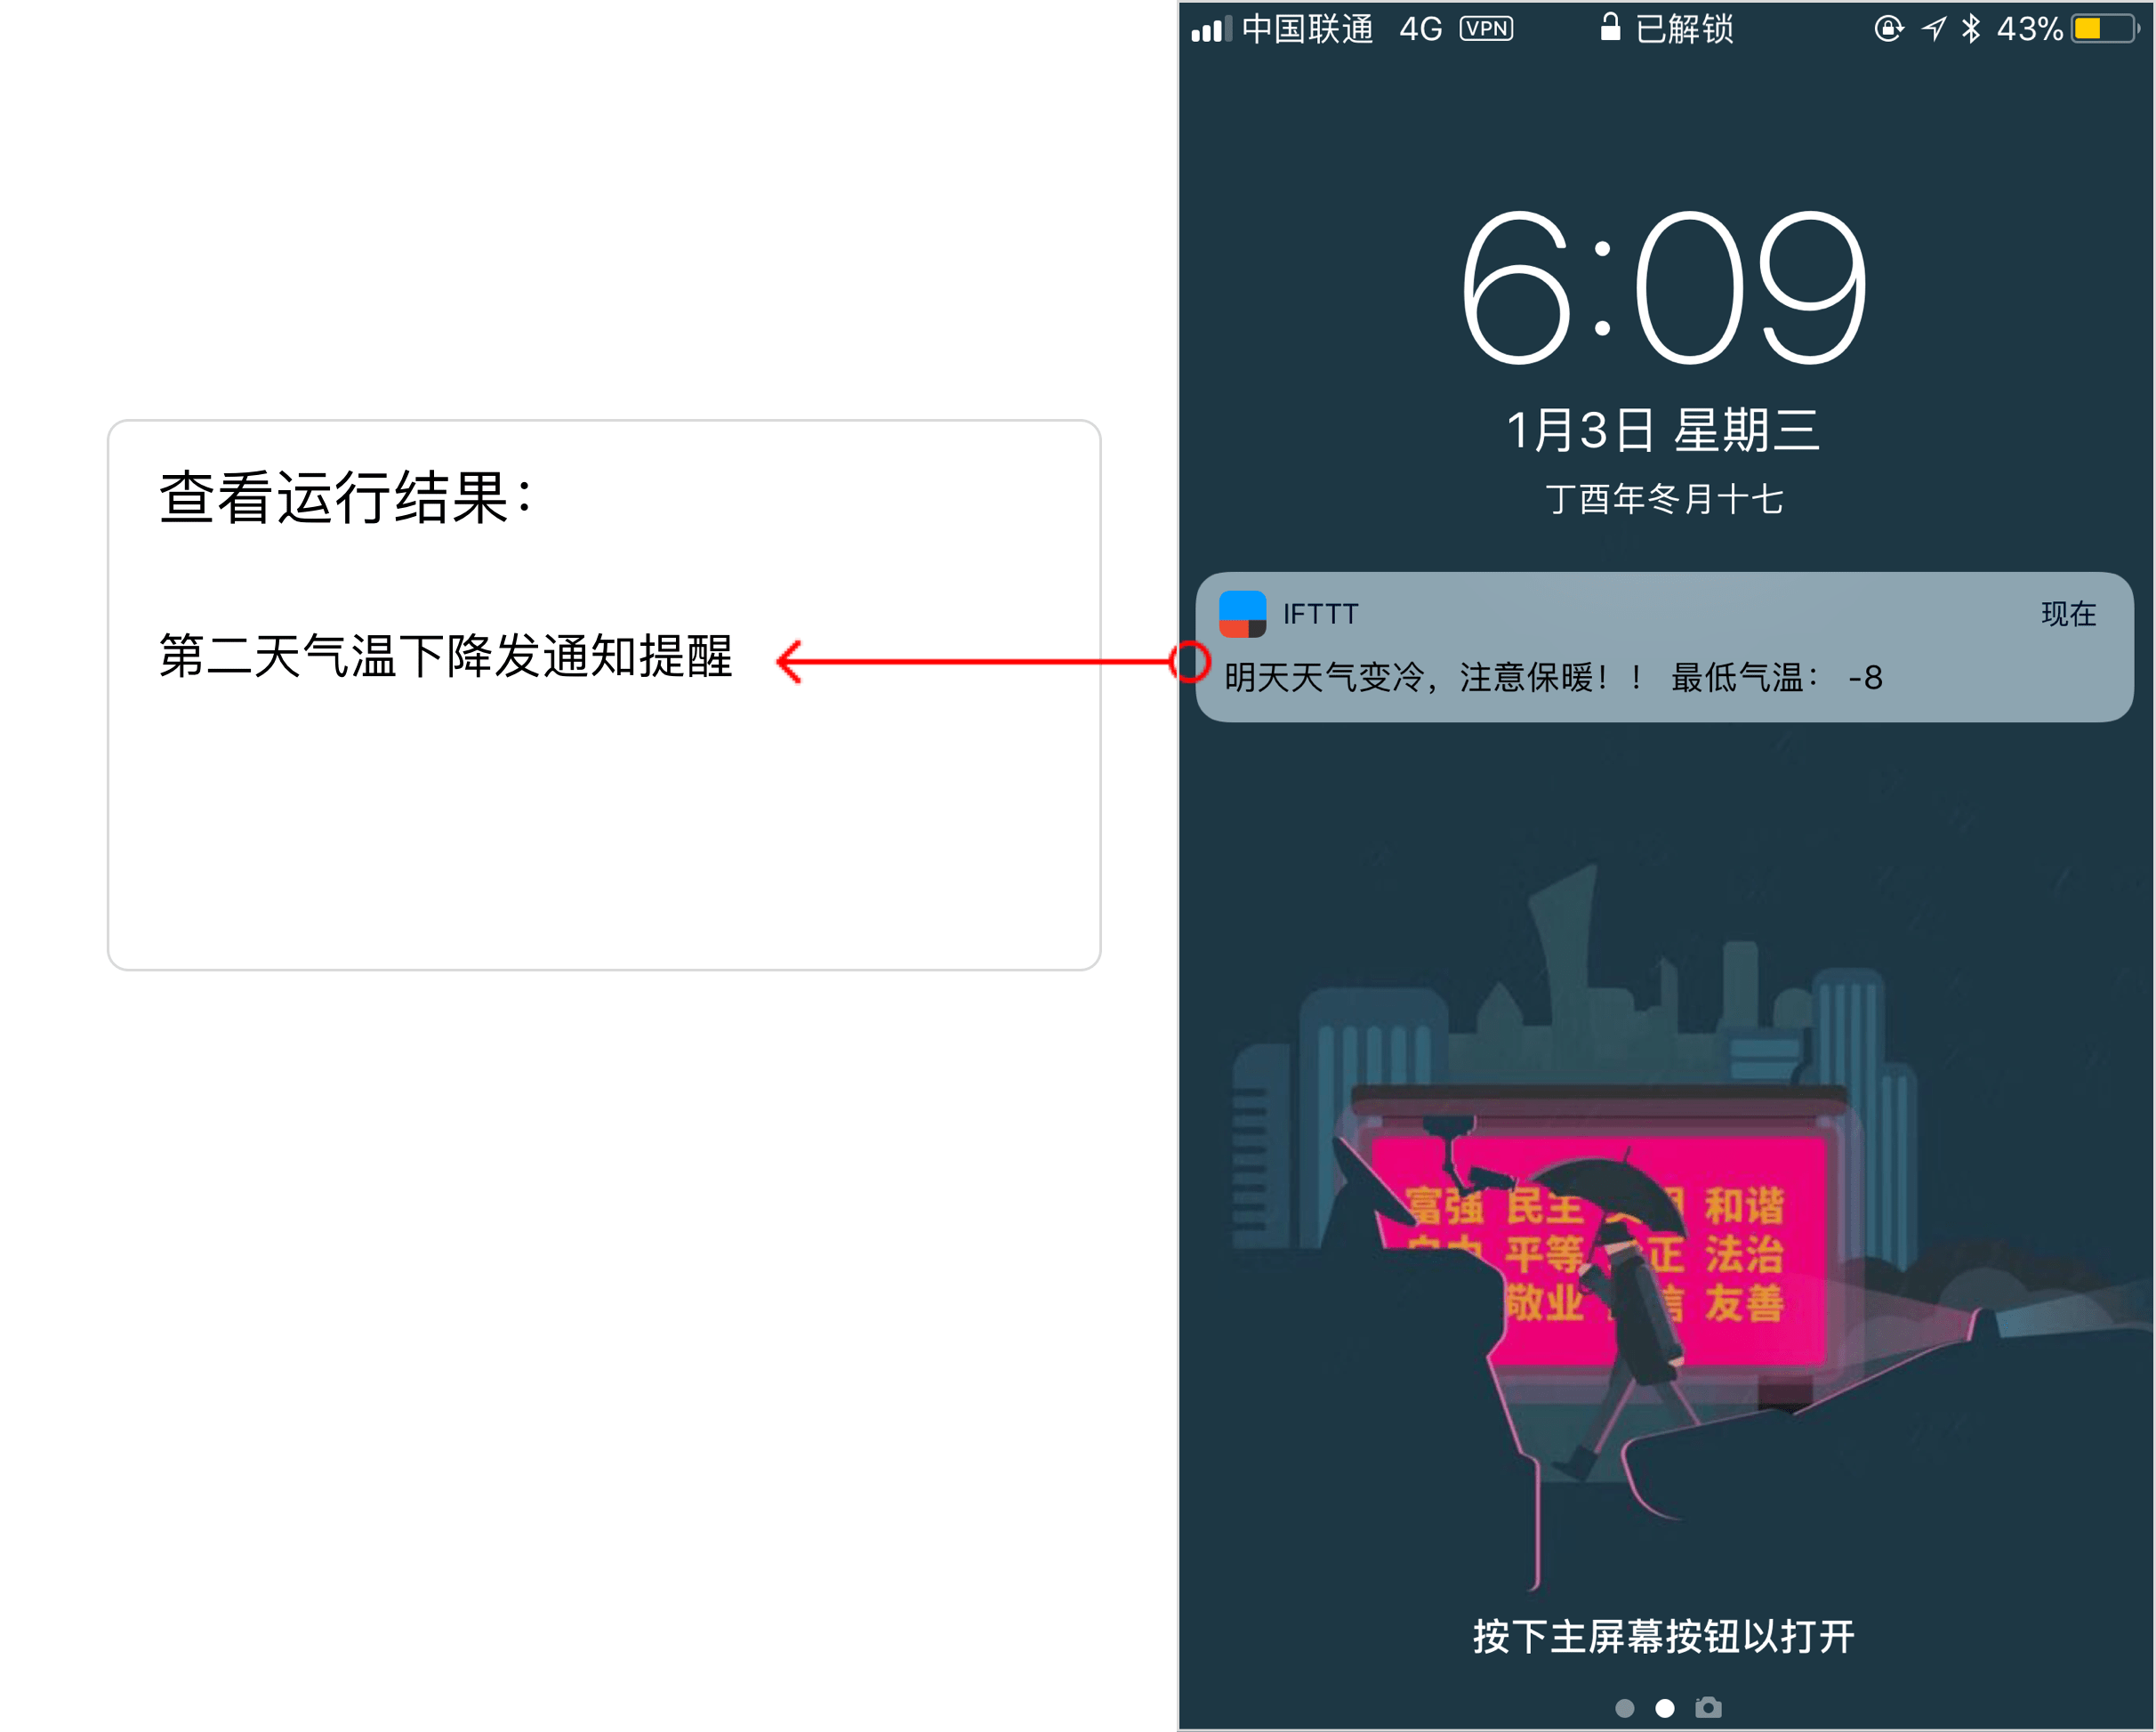 查看运行结果：
第二天气温下降发通知提醒
中国联通 4G VPN 已解锁 43%
6:09
1月3日 星期三
丁酉年冬月十七
IFTTT 现在
明天天气变冷，注意保暖！！ 最低气温： -8
富强 民主 和谐
平等 正 法治
敬业 信 友善
按下主屏幕按钮以打开